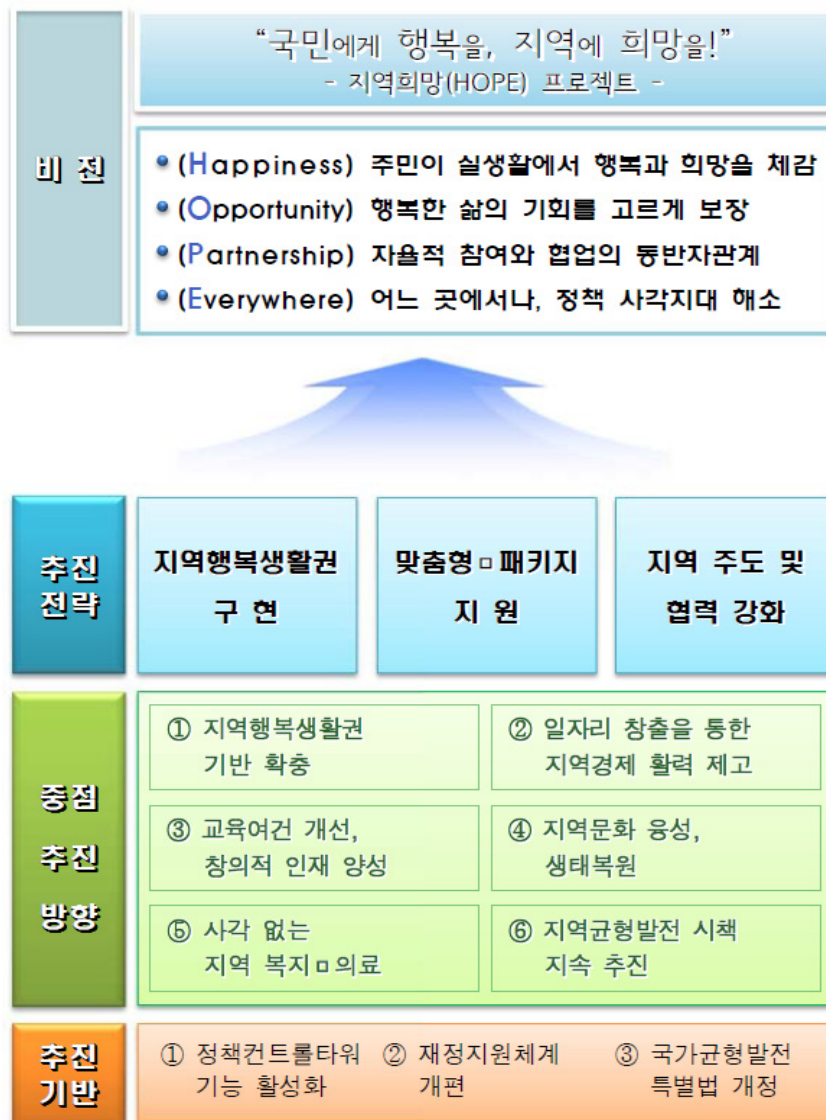 비 전
“국민에게 행복을, 지역에 희망을!”
- 지역희망(HOPE) 프로젝트 -
• (Happiness) 주민이 실생활에서 행복과 희망을 체감
• (Opportunity) 행복한 삶의 기회를 고르게 보장
• (Partnership) 자율적 참여와 협업의 동반자관계
• (Everywhere) 어느 곳에서나, 정책 사각지대 해소
추진
전략
지역행복생활권
구 현
맞춤형□패키지
지 원
지역 주도 및
협력 강화
중점
추진
방향
① 지역행복생활권
기반 확충
② 일자리 창출을 통한
지역경제 활력 제고
③ 교육여건 개선,
창의적 인재 양성
④ 지역문화 융성,
생태복원
⑤ 사각 없는
지역 복지□의료
⑥ 지역균형발전 시책
지속 추진
추진
기반
① 정책컨트롤타워
기능 활성화
② 재정지원체계
개편
③ 국가균형발전
특별법 개정